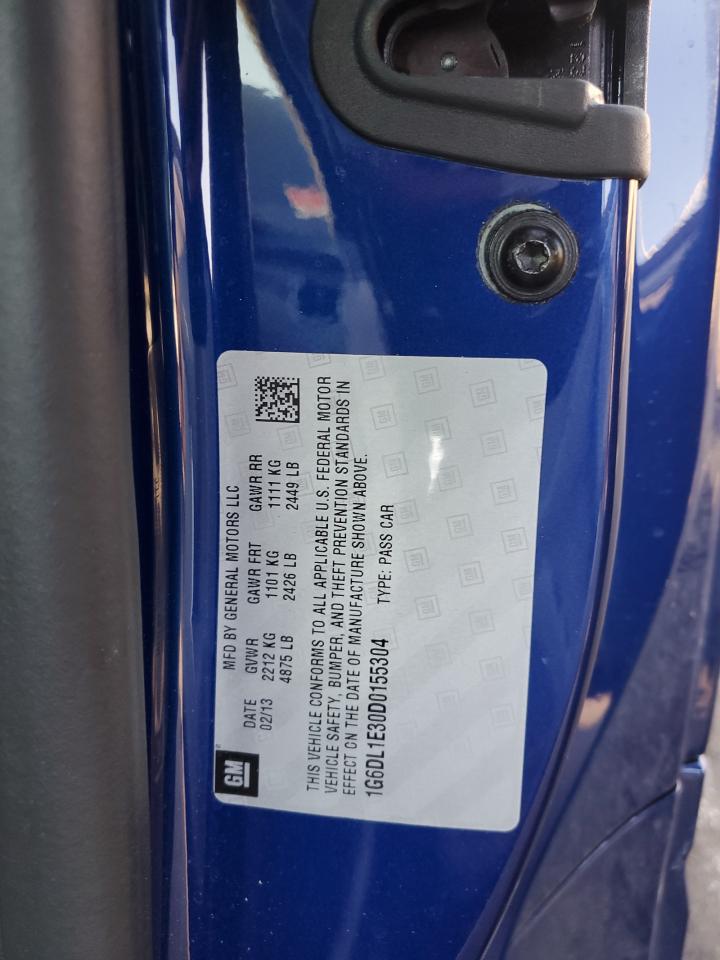 GM
MFD BY GENERAL MOTORS LLC
DATE GVWR GAWR FRT GAWR RR
02/13 2212 KG 1101 KG 1111 KG
4875 LB 2426 LB 2449 LB
THIS VEHICLE CONFORMS TO ALL APPLICABLE U.S. FEDERAL MOTOR
VEHICLE SAFETY, BUMPER, AND THEFT PREVENTION STANDARDS IN
EFFECT ON THE DATE OF MANUFACTURE SHOWN ABOVE.
1G6DL1E30D0155304 TYPE: PASS CAR